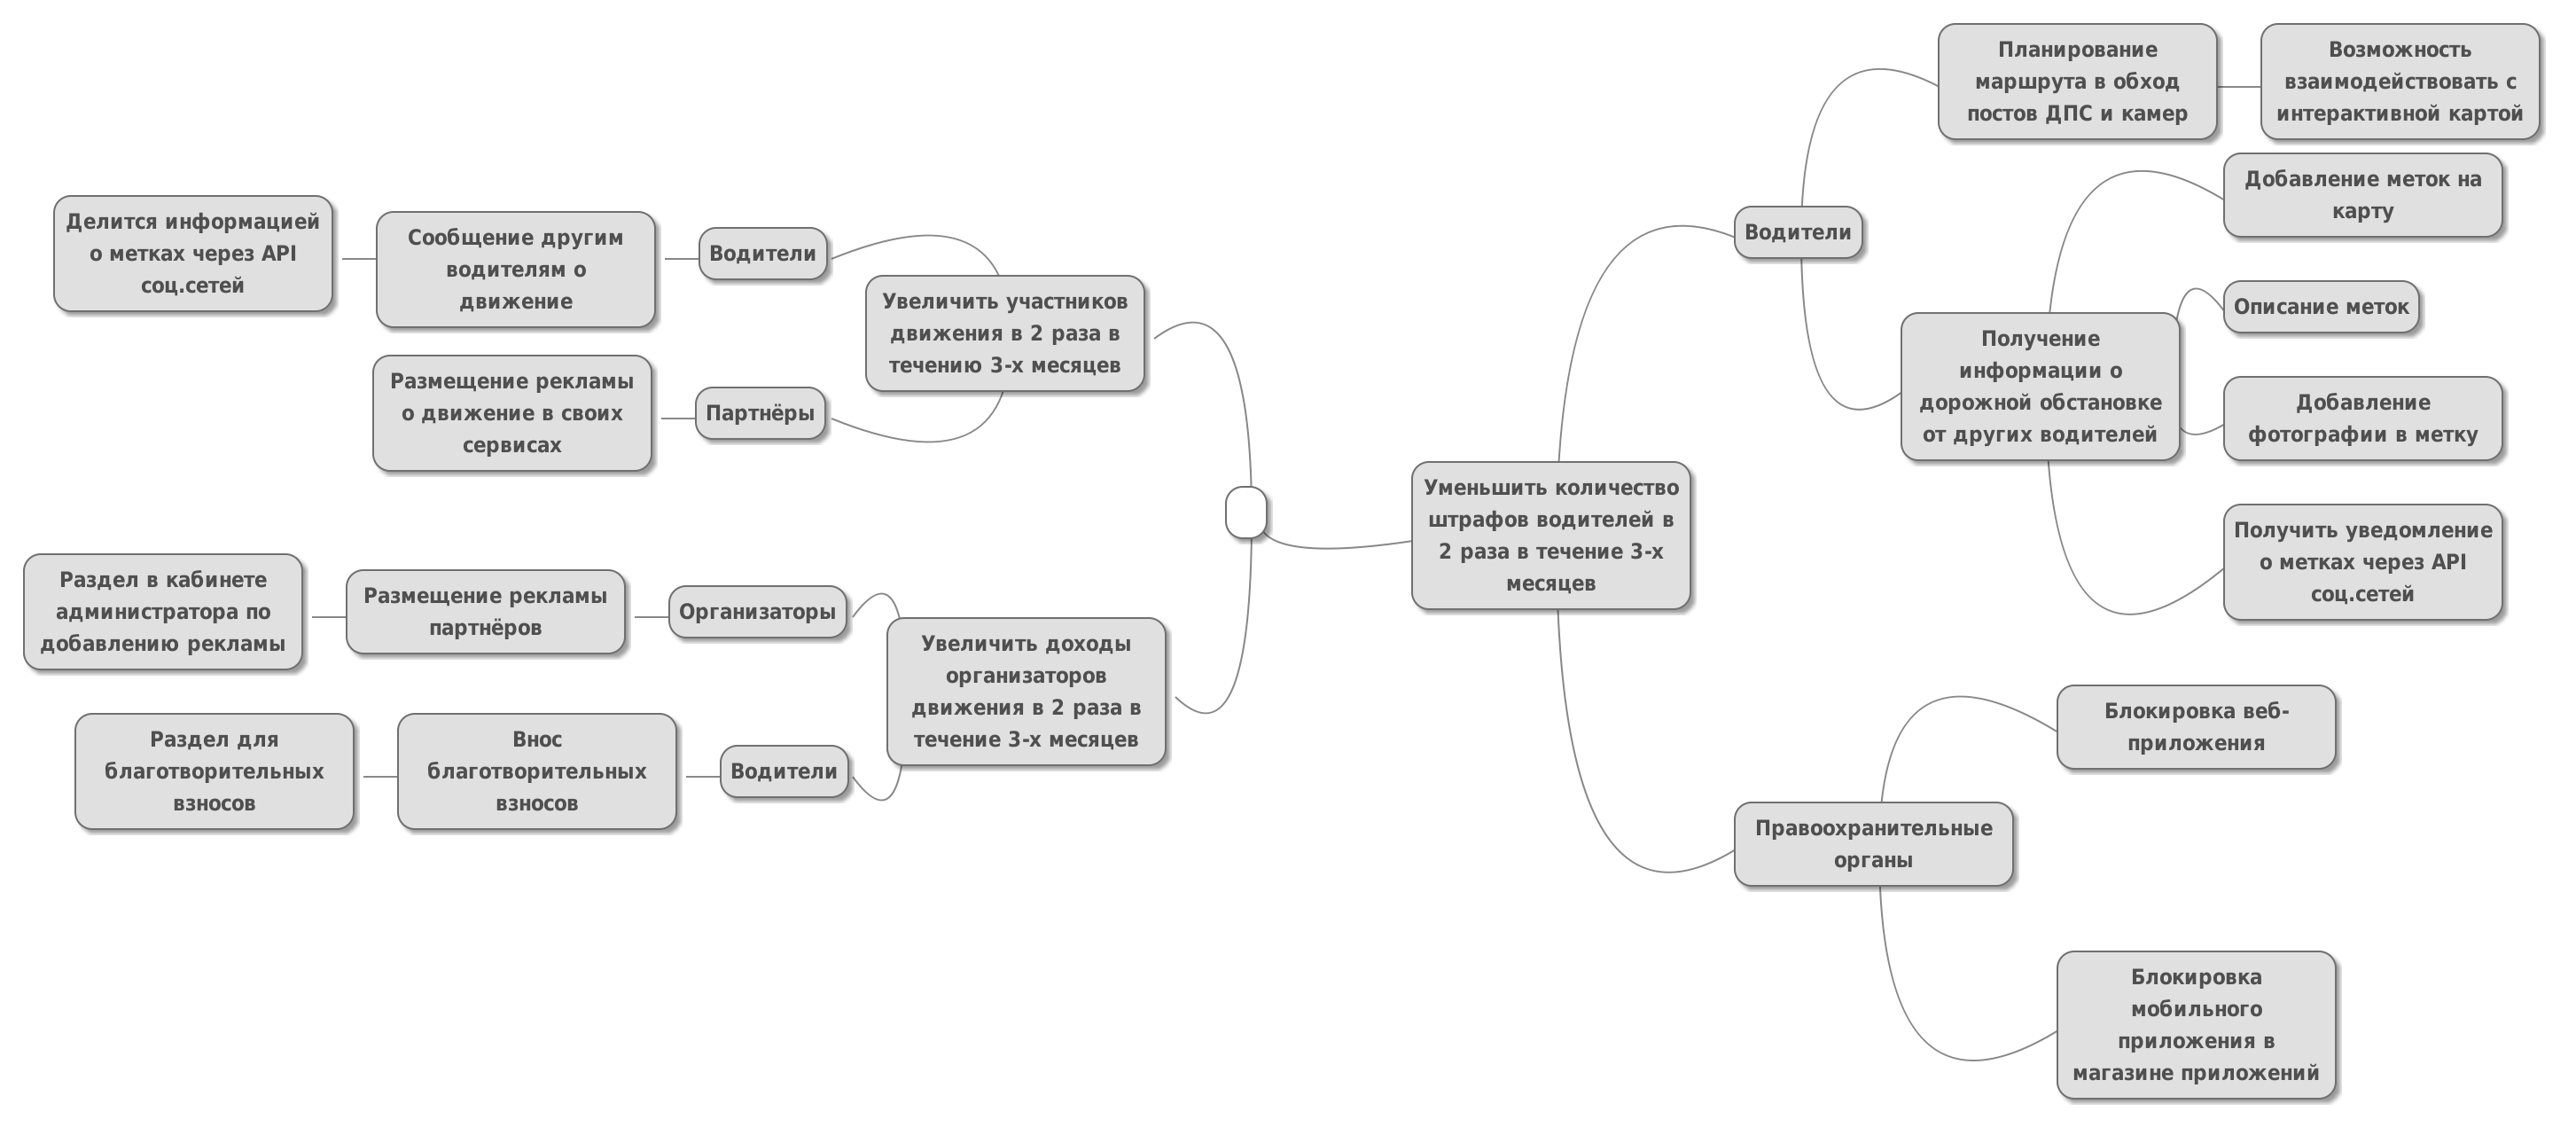 Планирование
маршрута в обход
постов ДПС и камер
Возможность
взаимодействовать с
интерактивной картой
Добавление меток на
карту
Водители
Описание меток
Получение
информации о
дорожной обстановке
от других водителей
Добавление
фотографии в метку
Получить уведомление
о метках через API
соц.сетей
Уменьшить количество
штрафов водителей в
2 раза в течение 3-х
месяцев
Правоохранительные
органы
Блокировка веб-
приложения
Блокировка
мобильного
приложения в
магазине приложений
Увеличить участников
движения в 2 раза в
течению 3-х месяцев
Водители
Сообщение другим
водителям о
движение
Делится информацией
о метках через API
соц.сетей
Партнёры
Размещение рекламы
о движение в своих
сервисах
Увеличить доходы
организаторов
движения в 2 раза в
течение 3-х месяцев
Организаторы
Размещение рекламы
партнёров
Раздел в кабинете
администратора по
добавлению рекламы
Водители
Внос
благотворительных
взносов
Раздел для
благотворительных
взносов